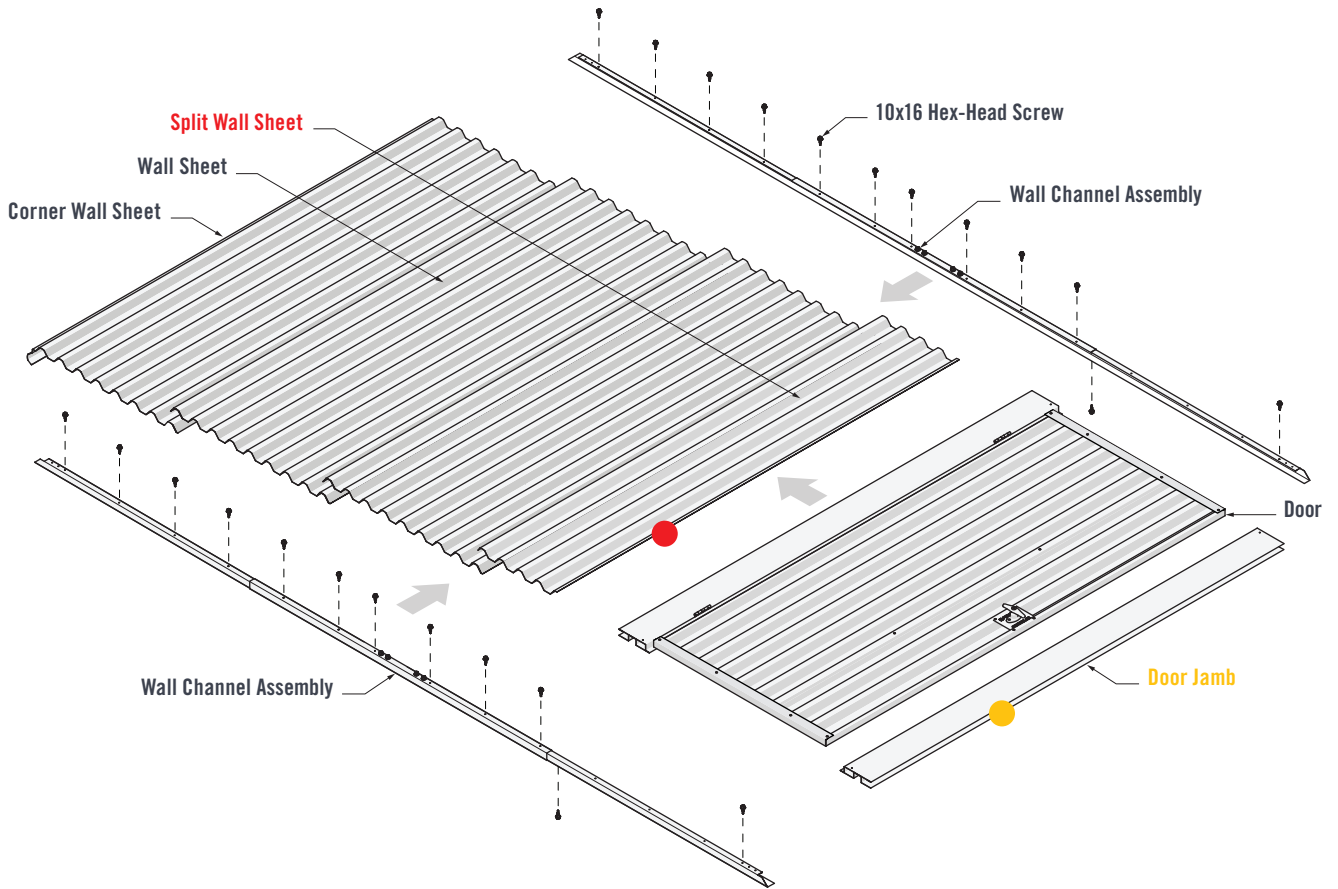 Split Wall Sheet
10x16 Hex-Head Screw
Wall Sheet
Wall Channel Assembly
Corner Wall Sheet
Door
Wall Channel Assembly
Door Jamb